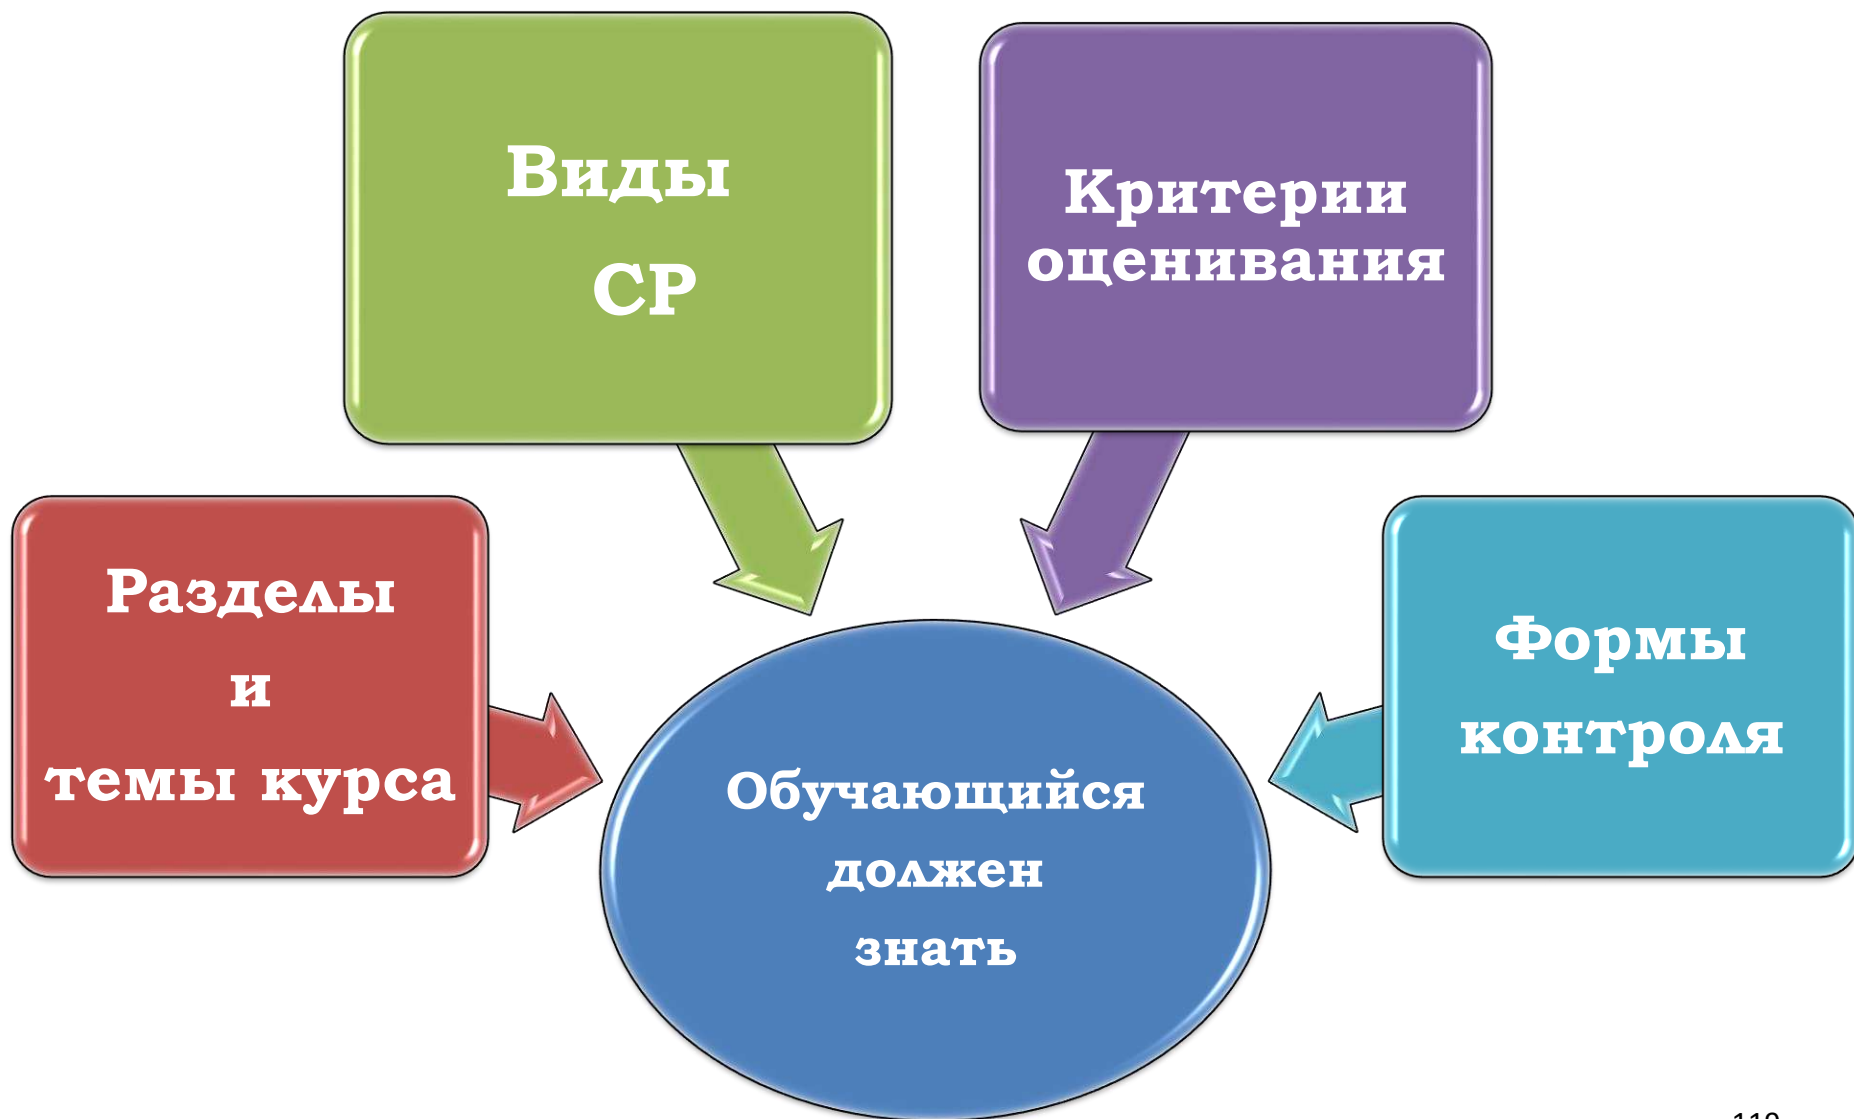 Виды
СР
Критерии
оценивания
Разделы
и
темы курса
Формы
контроля
Обучающийся
должен
знать